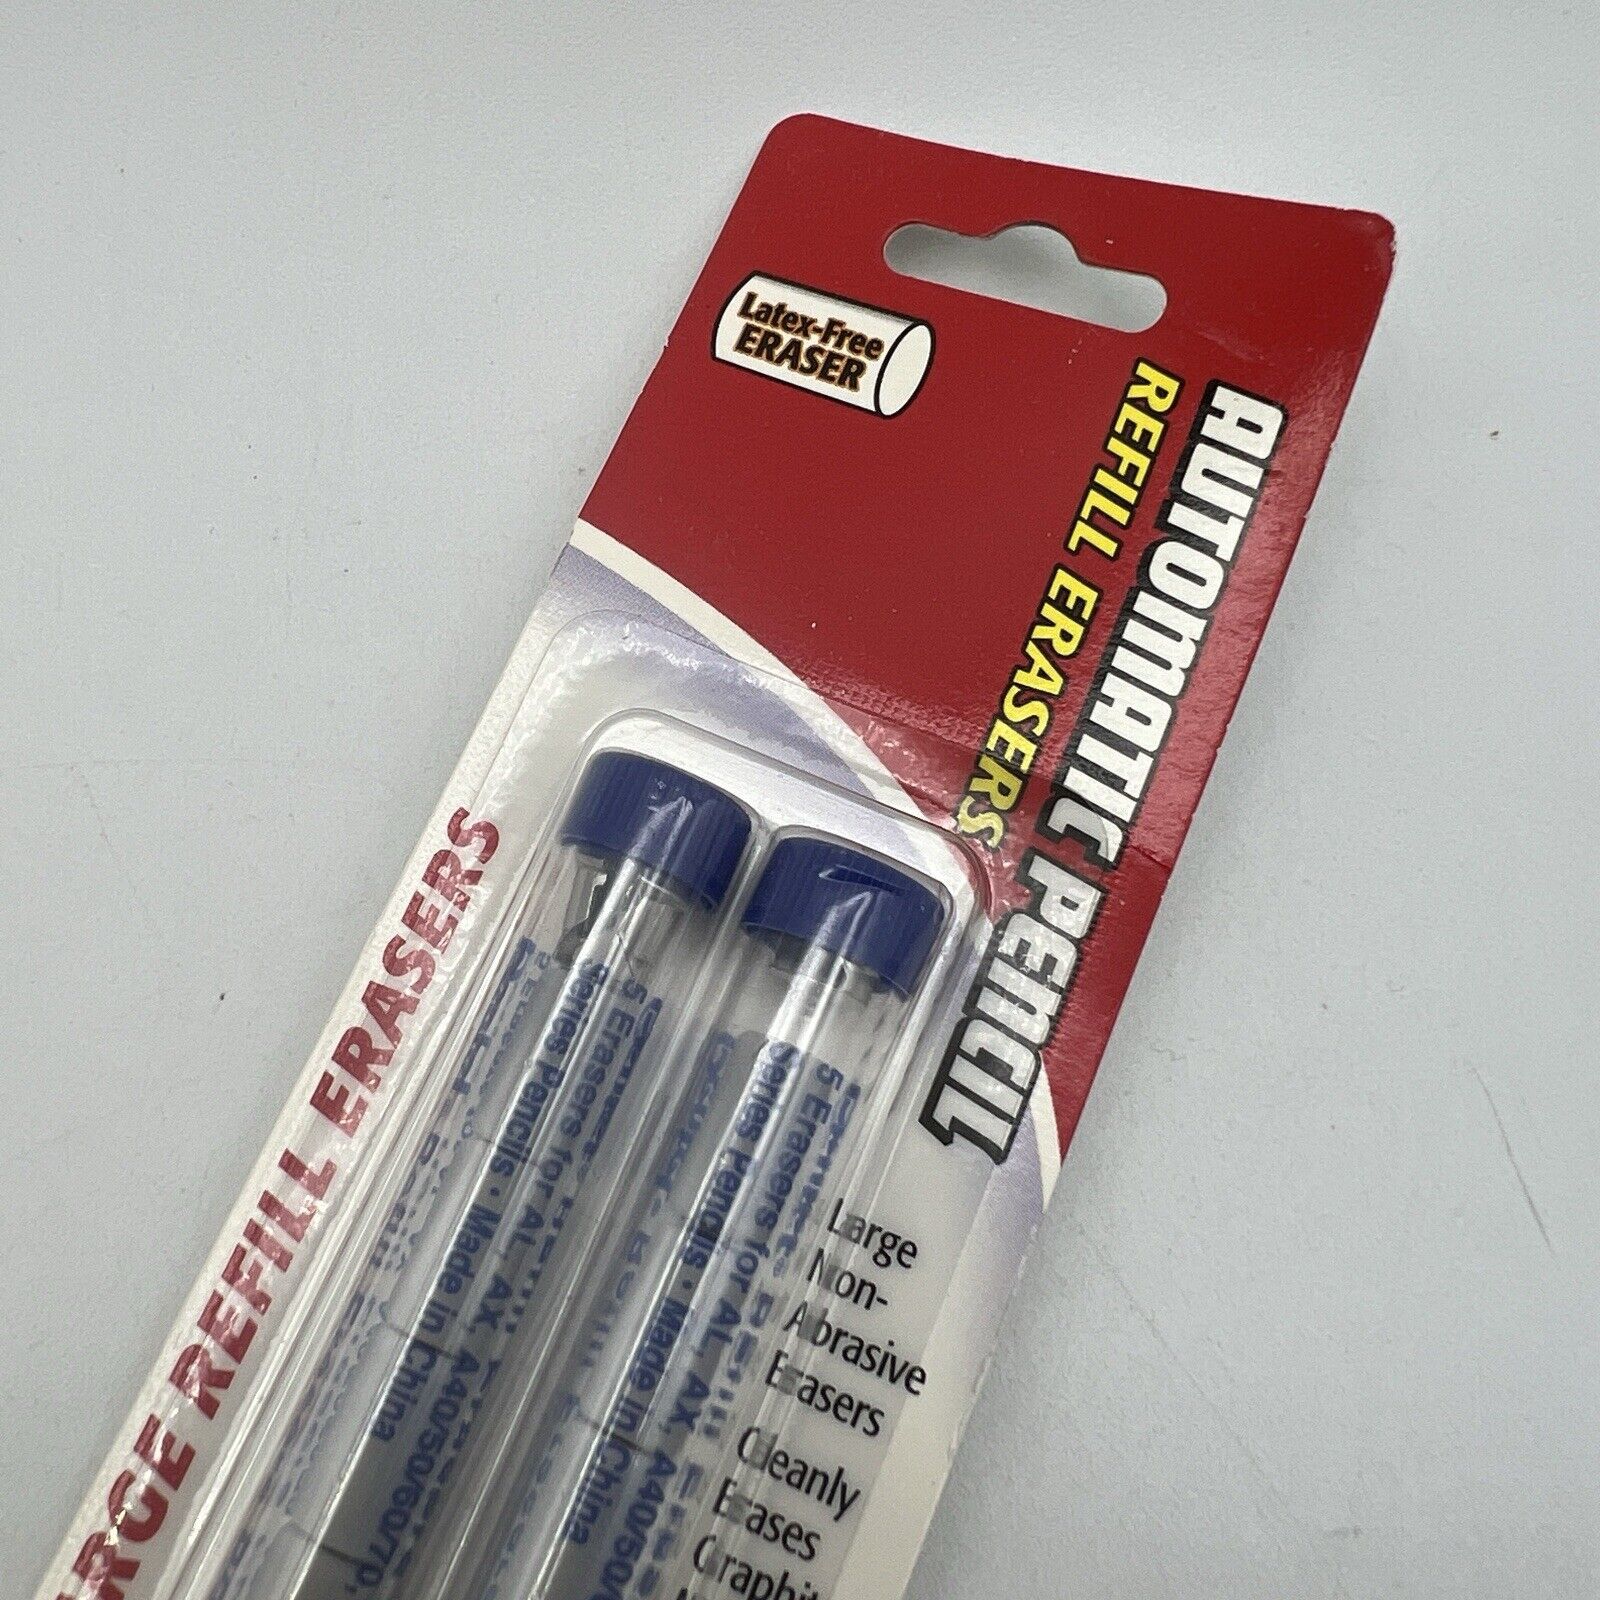 Latex-Free
ERASER
AUTOMATIC PENCIL
REFILL ERASERS
REFILL ERASERS
5 Erasers for AL, AX, A40/50/60/70,
Series Pencils · Made in China
5 Erasers for AL, AX, A40/50/
Series Pencils · Made in China
Large
Non-
Abrasive
Erasers
Cleanly
Erases